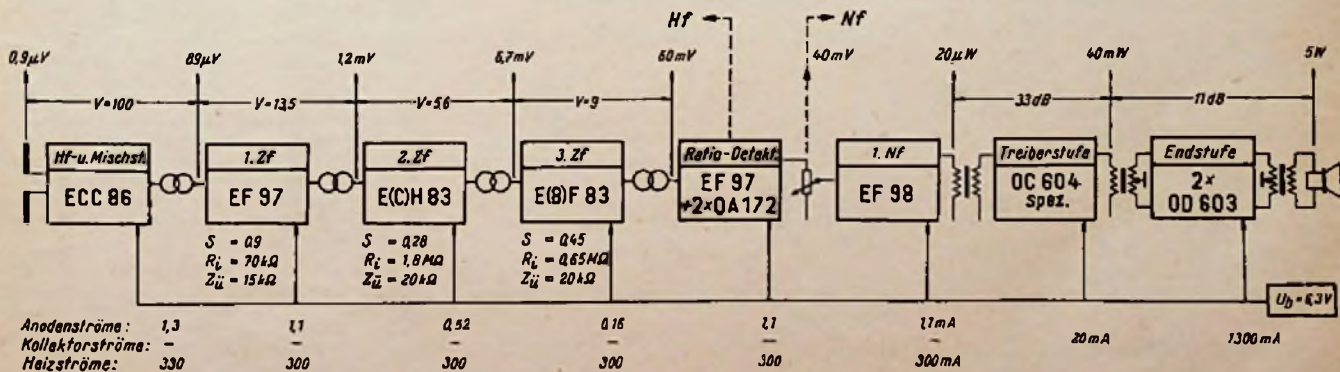 Hf Nf
0,9µV 89µV 1,2mV 6,7mV 60mV 40mV 20µW 40mW 5W
V=100 V=13,5 V=5,6 V=9 33dB 17dB
Hf-u. Mischst. 1. Zf 2. Zf 3. Zf Ratio-Detekt. 1. Nf Treiberstufe Endstufe
ECC 86 EF 97 E(C)H 83 E(B)F 83 EF 97 +2×OA172 EF 98 OC 604 spez. 2× OD 603
S = 0,9 S = 0,28 S = 0,45
Ri = 70kΩ Ri = 1,8MΩ Ri = 0,65MΩ
Zü = 15kΩ Zü = 20kΩ Zü = 20kΩ
Ub = 6,3V
Anodenströme: 1,3 1,1 0,52 0,16 1,1 1,1mA
Kollektorströme: – – – – – – 20mA 1300mA
Heizströme: 330 300 300 300 300 300mA